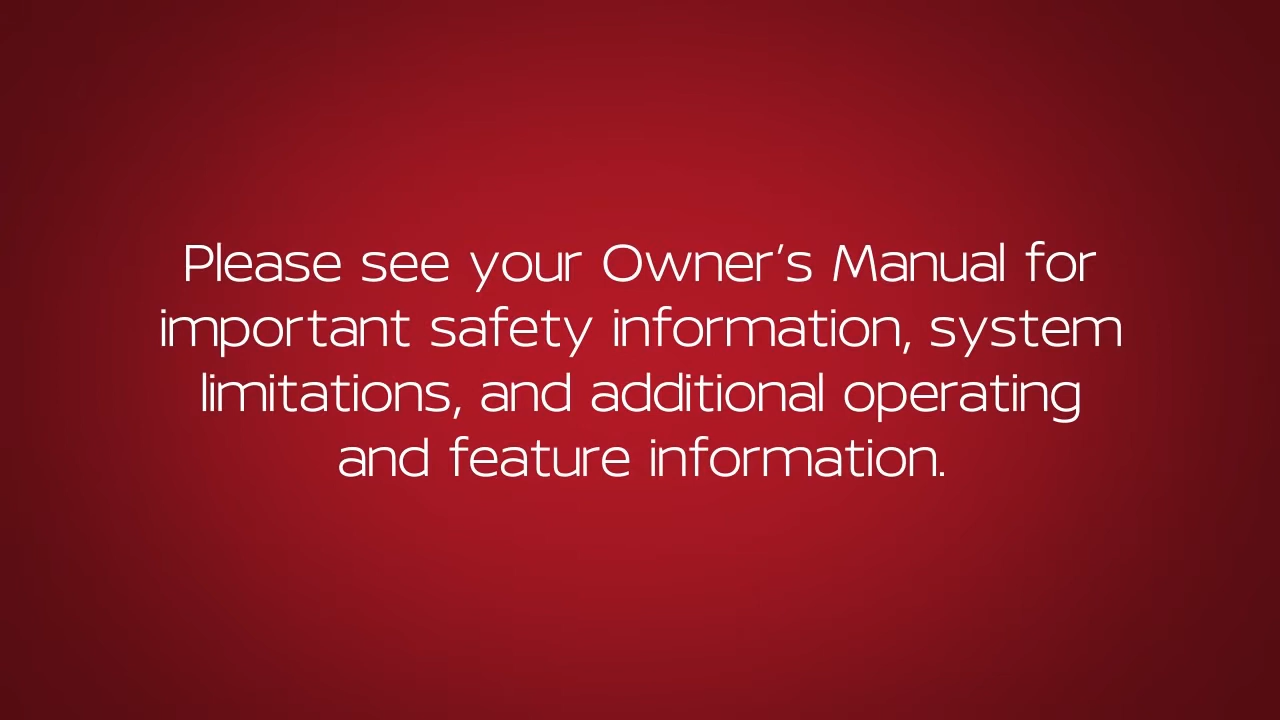 Please see your Owner’s Manual for
important safety information, system
limitations, and additional operating
and feature information.